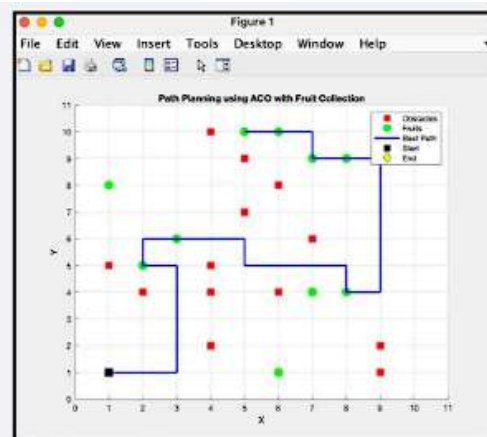 Figure 1
File Edit View Insert Tools Desktop Window Help
Path Planning using ACO with Fruit Collection
11
10
9
8
7
6
5
4
3
2
1
0
Y
0 1 2 3 4 5 6 7 8 9 10 11
X
Obstacles
Fruits
Best Path
Start
End